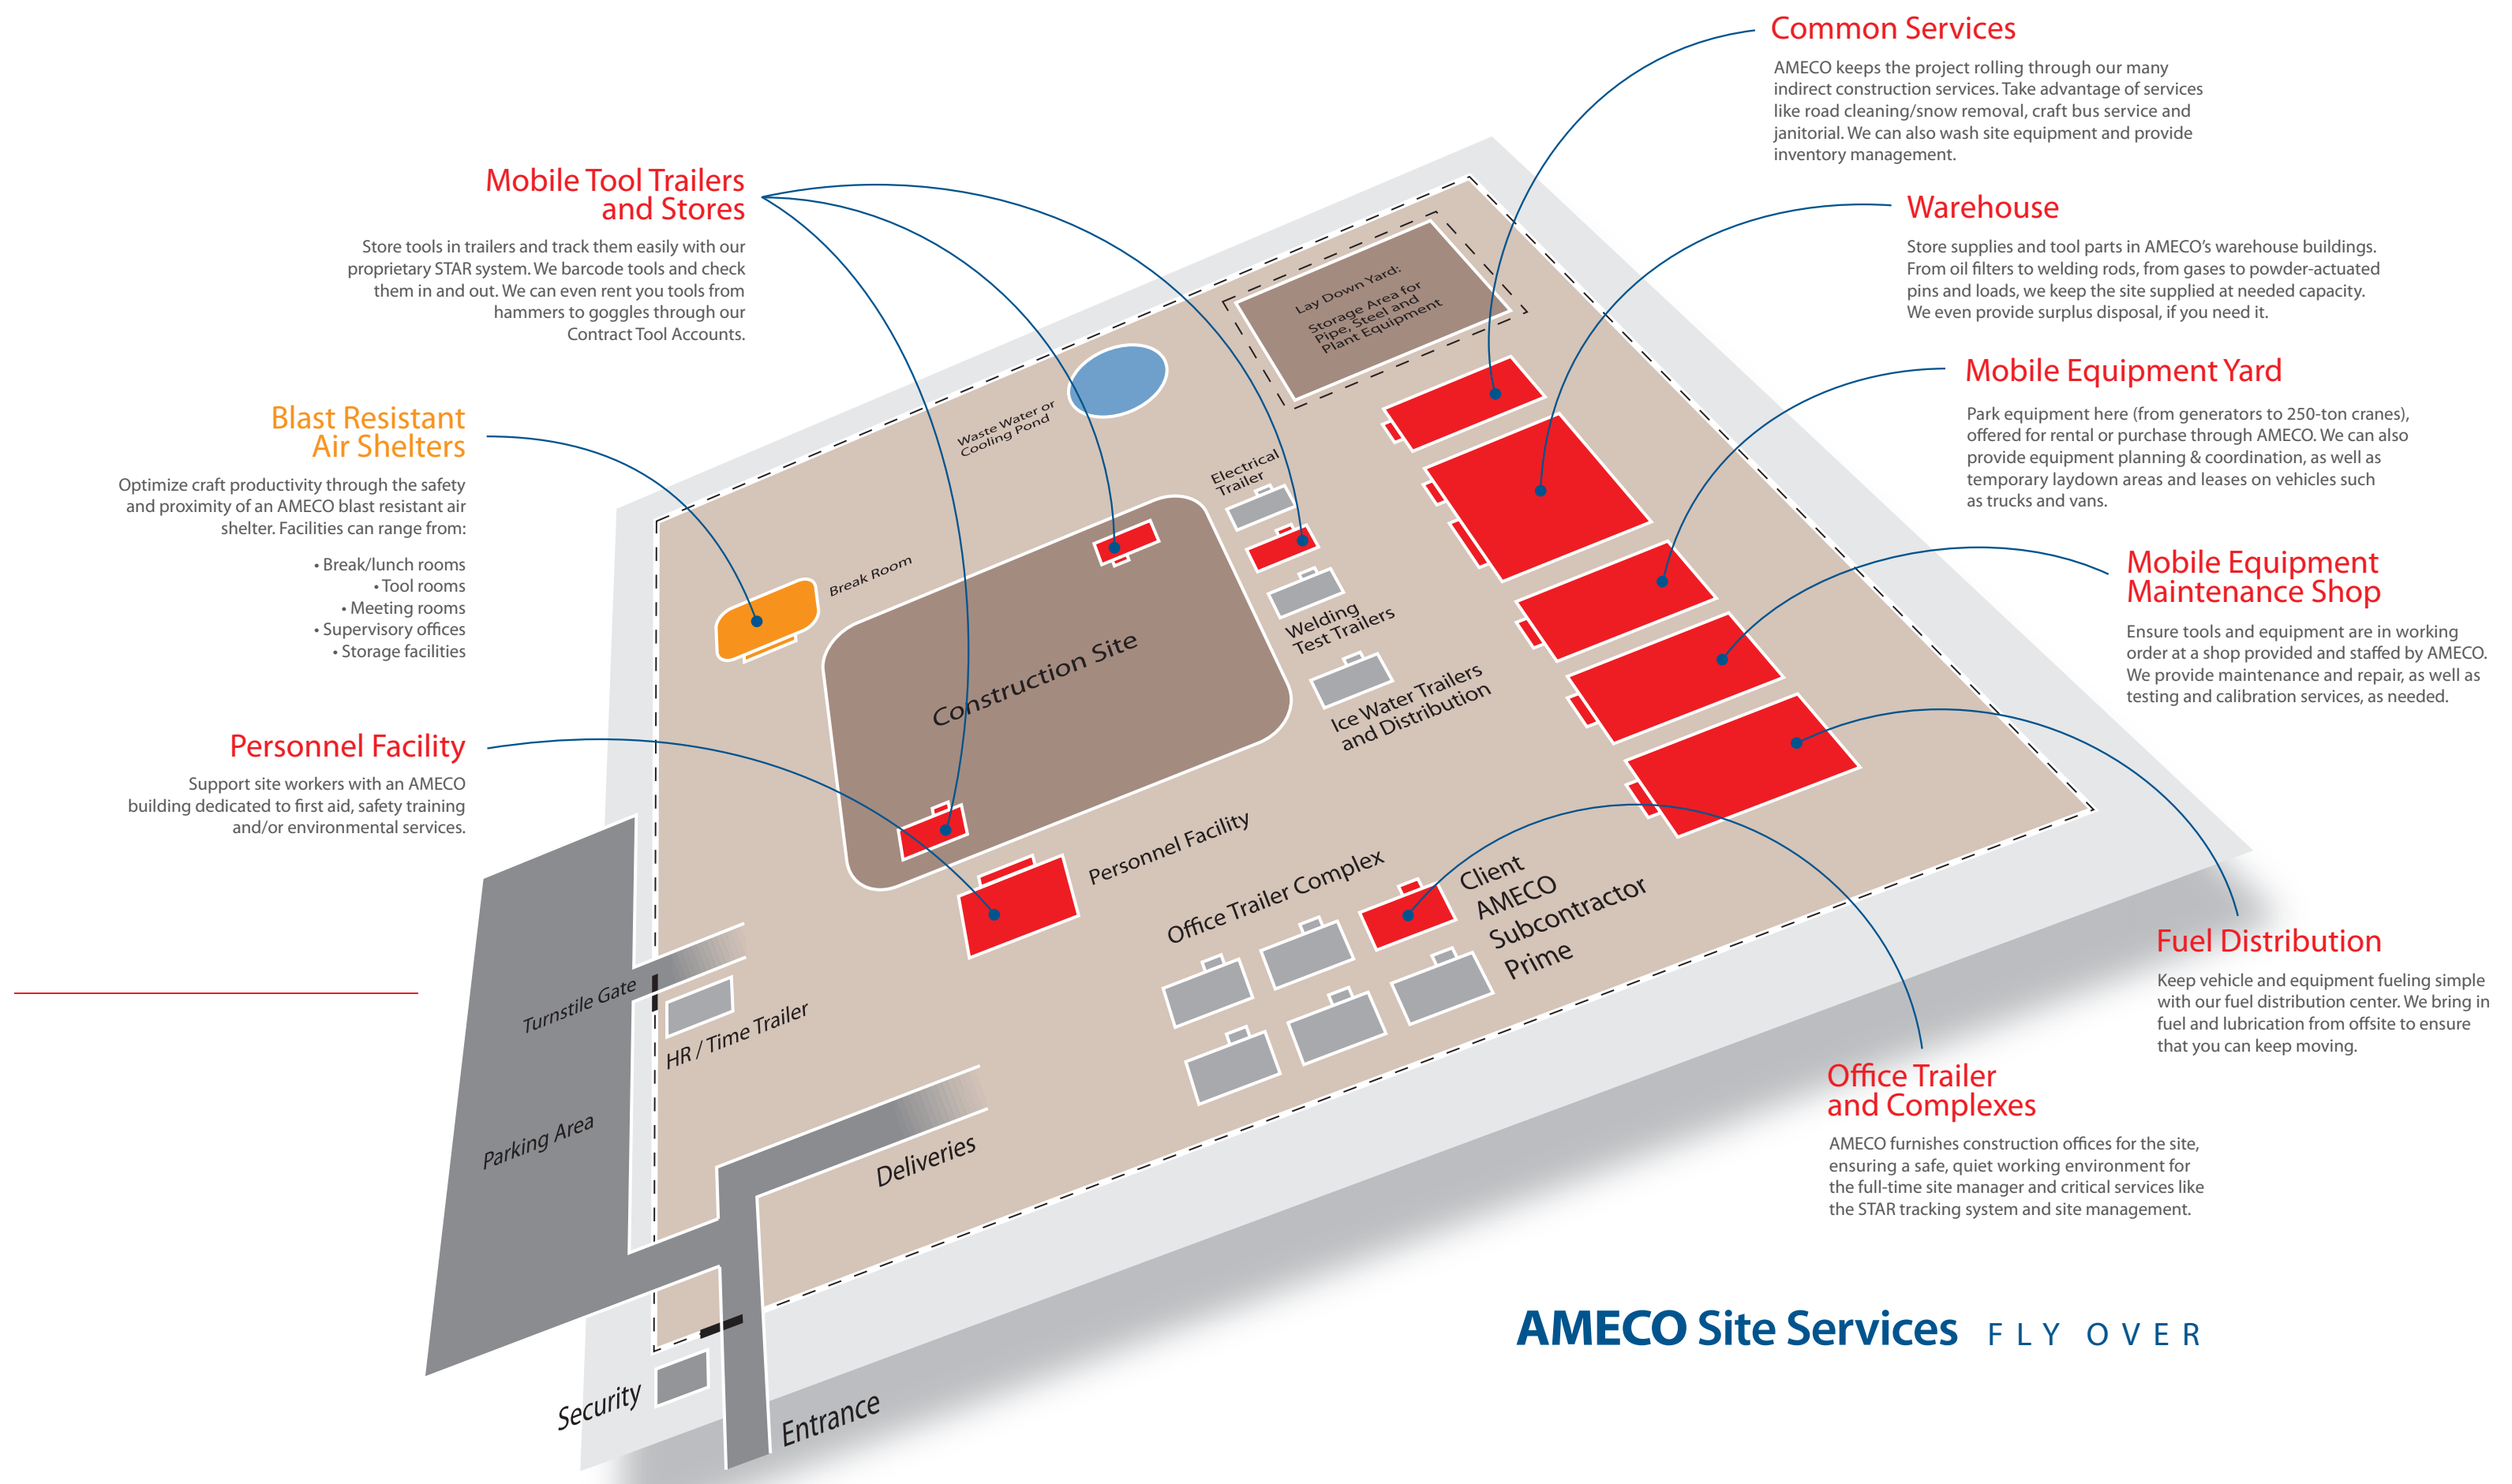 Common Services
AMECO keeps the project rolling through our many
indirect construction services. Take advantage of services
like road cleaning/snow removal, craft bus service and
janitorial. We can also wash site equipment and provide
inventory management.
Mobile Tool Trailers
and Stores
Store tools in trailers and track them easily with our
proprietary STAR system. We barcode tools and check
them in and out. We can even rent you tools from
hammers to goggles through our
Contract Tool Accounts.
Warehouse
Store supplies and tool parts in AMECO’s warehouse buildings.
From oil filters to welding rods, from gases to powder-actuated
pins and loads, we keep the site supplied at needed capacity.
We even provide surplus disposal, if you need it.
Blast Resistant
Air Shelters
Optimize craft productivity through the safety
and proximity of an AMECO blast resistant air
shelter. Facilities can range from:
• Break/lunch rooms
• Tool rooms
• Meeting rooms
• Supervisory offices
• Storage facilities
Mobile Equipment Yard
Park equipment here (from generators to 250-ton cranes),
offered for rental or purchase through AMECO. We can also
provide equipment planning & coordination, as well as
temporary laydown areas and leases on vehicles such
as trucks and vans.
Mobile Equipment
Maintenance Shop
Ensure tools and equipment are in working
order at a shop provided and staffed by AMECO.
We provide maintenance and repair, as well as
testing and calibration services, as needed.
Personnel Facility
Support site workers with an AMECO
building dedicated to first aid, safety training
and/or environmental services.
Lay Down Yard:
Storage Area for
Pipe, Steel and
Plant Equipment
Waste Water or
Cooling Pond
Electrical
Trailer
Break Room
Welding
Test Trailers
Construction Site
Ice Water Trailers
and Distribution
Personnel Facility
Office Trailer Complex
Client
AMECO
Subcontractor
Prime
Turnstile Gate
HR / Time Trailer
Parking Area
Deliveries
Security
Entrance
Fuel Distribution
Keep vehicle and equipment fueling simple
with our fuel distribution center. We bring in
fuel and lubrication from offsite to ensure
that you can keep moving.
Office Trailer
and Complexes
AMECO furnishes construction offices for the site,
ensuring a safe, quiet working environment for
the full-time site manager and critical services like
the STAR tracking system and site management.
AMECO Site Services FLY OVER